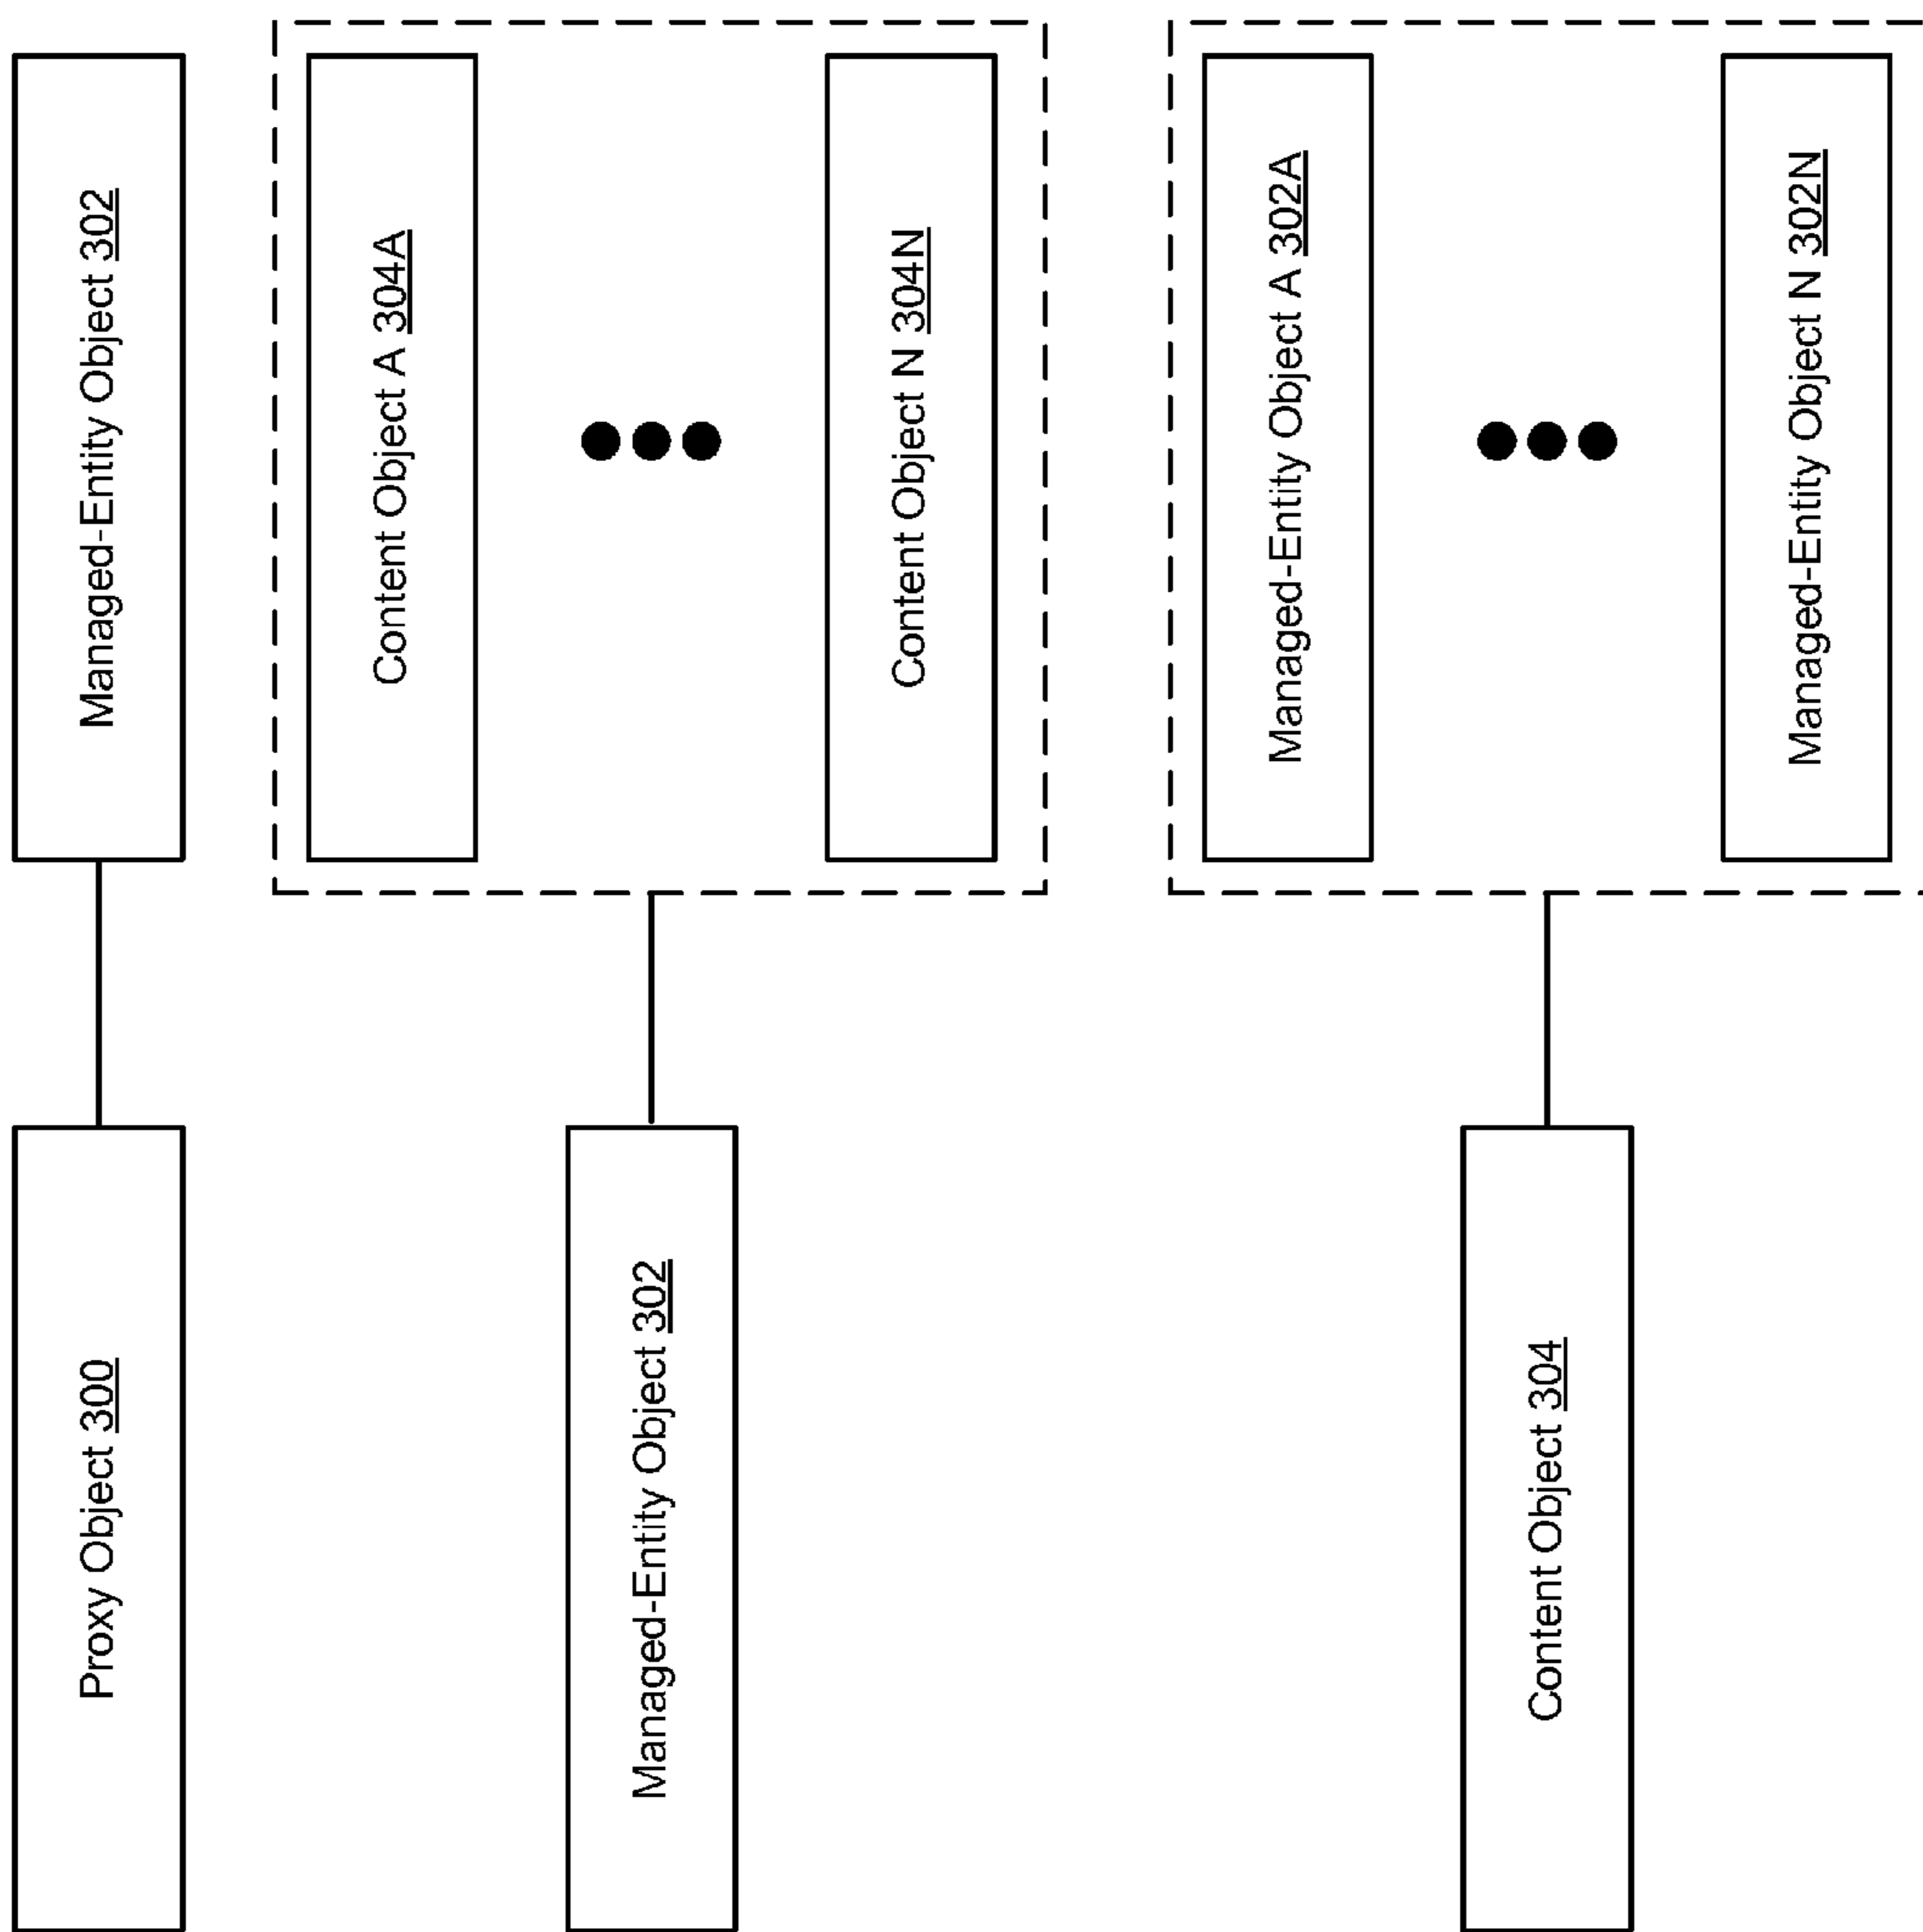 Proxy Object 300
Managed-Entity Object 302
Managed-Entity Object 302
Content Object A 304A
Content Object N 304N
Content Object 304
Managed-Entity Object A 302A
Managed-Entity Object N 302N